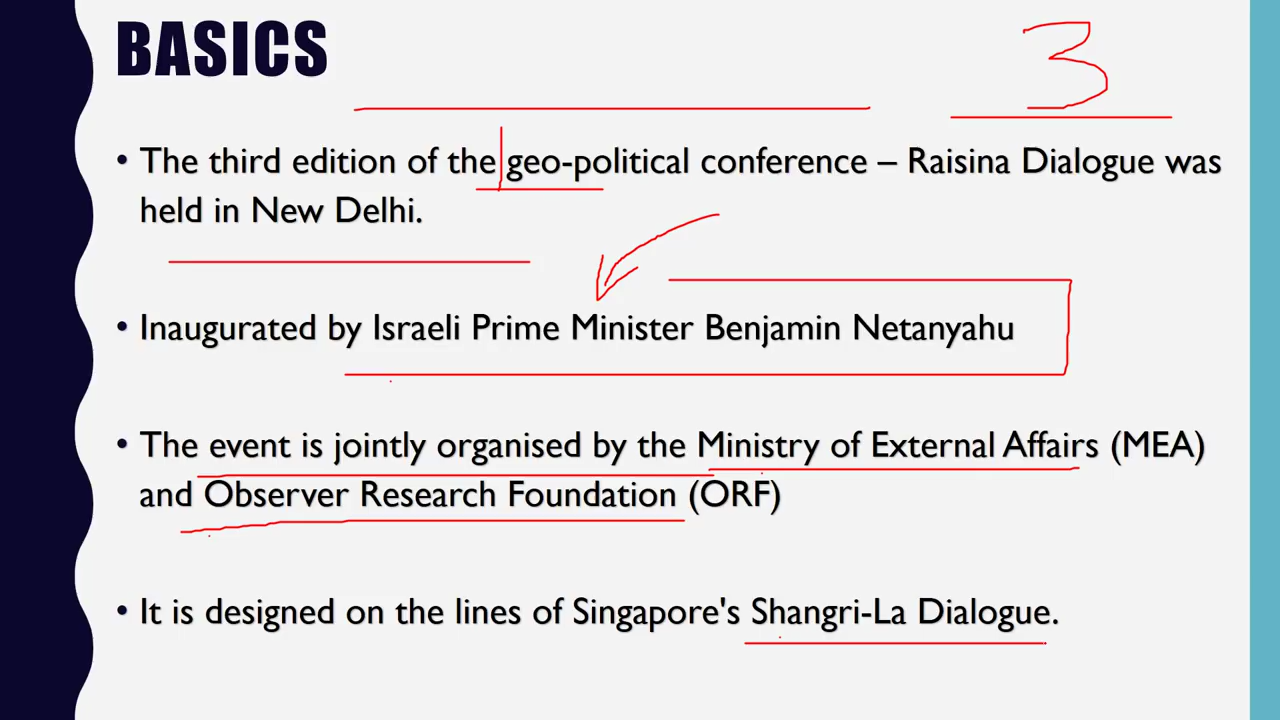 BASICS
3
• The third edition of the geo-political conference – Raisina Dialogue was
held in New Delhi.
• Inaugurated by Israeli Prime Minister Benjamin Netanyahu
• The event is jointly organised by the Ministry of External Affairs (MEA)
and Observer Research Foundation (ORF)
• It is designed on the lines of Singapore's Shangri-La Dialogue.